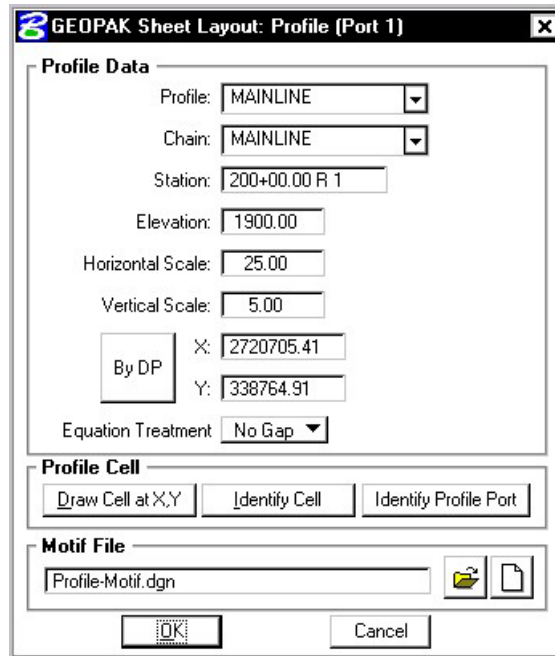 GEOPAK Sheet Layout: Profile (Port 1)
Profile Data
Profile: MAINLINE
Chain: MAINLINE
Station: 200+00.00 R 1
Elevation: 1900.00
Horizontal Scale: 25.00
Vertical Scale: 5.00
By DP
X: 2720705.41
Y: 338764.91
Equation Treatment No Gap
Profile Cell
Draw Cell at X,Y Identify Cell Identify Profile Port
Motif File
Profile-Motif.dgn
OK Cancel